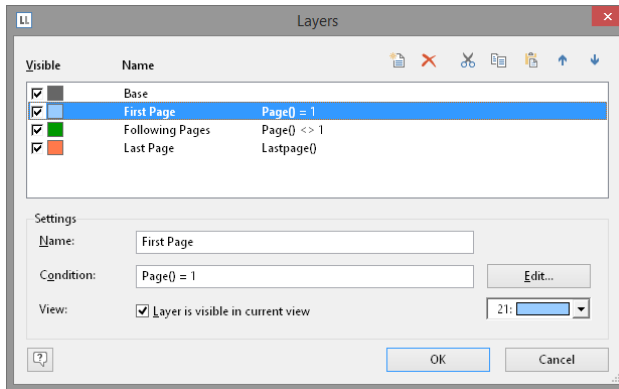 LL Layers
Visible Name
Base
First Page Page() = 1
Following Pages Page() <> 1
Last Page Lastpage()
Settings
Name: First Page
Condition: Page() = 1 Edit...
View: Layer is visible in current view 21:
OK Cancel